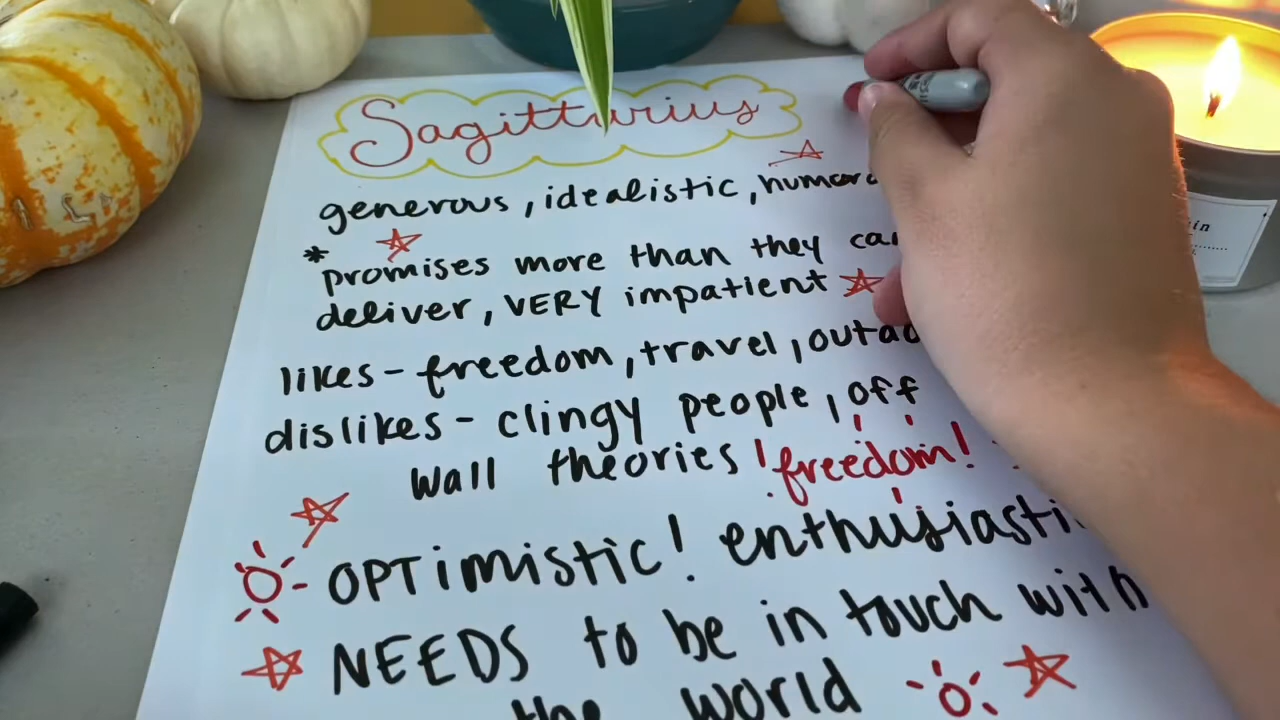 Sagittarius
generous, idealistic,
* promises more than they
deliver, VERY impatient
likes - freedom, travel,
dislikes - clingy people, off
wall theories !freedom!
OPTimistic! enthusiasti
NEEDS to be in touch with
the world